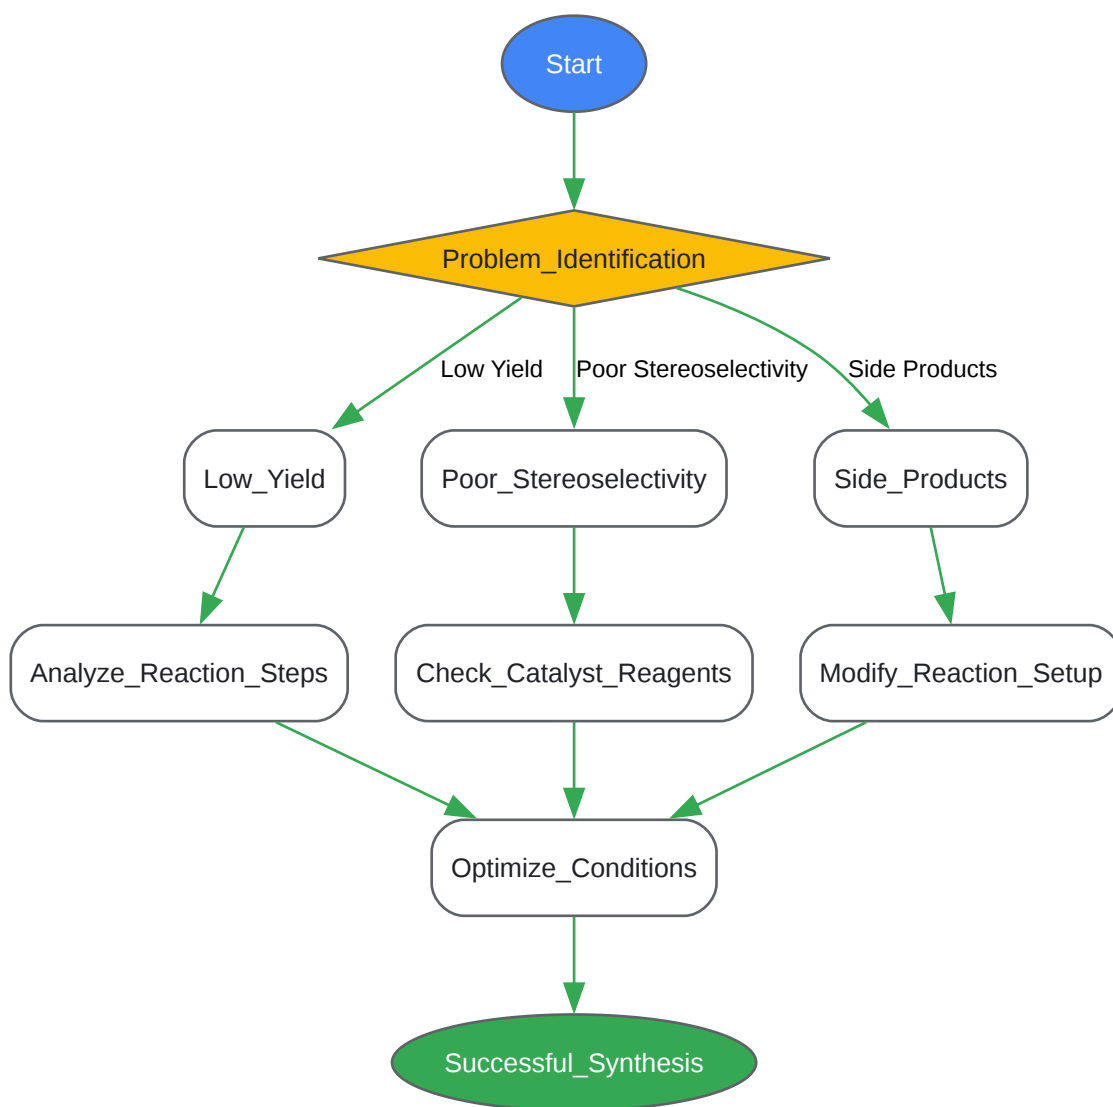 Start
Problem_Identification
Low Yield
Poor Stereoselectivity
Side Products
Low_Yield
Poor_Stereoselectivity
Side_Products
Analyze_Reaction_Steps
Check_Catalyst_Reagents
Modify_Reaction_Setup
Optimize_Conditions
Successful_Synthesis